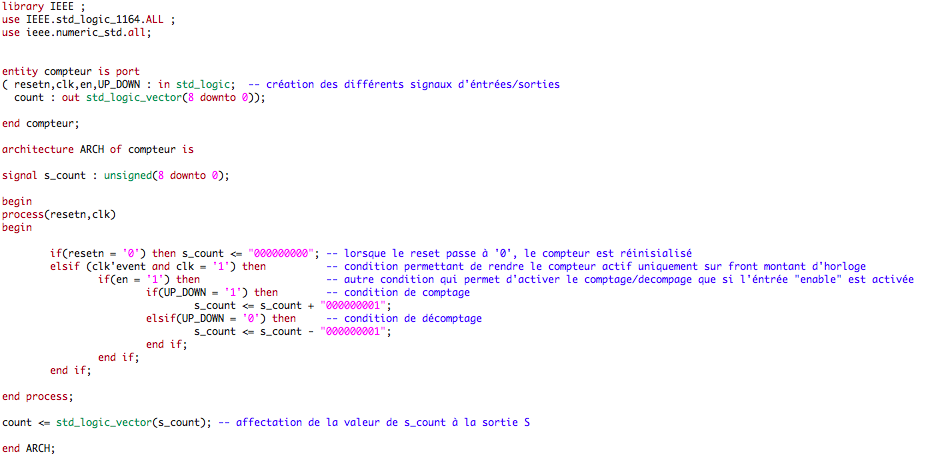 library IEEE ;
use IEEE.std_logic_1164.ALL ;
use ieee.numeric_std.all;
entity compteur is port
( resetn,clk,en,UP_DOWN : in std_logic;  -- création des différents signaux d'éntrées/sorties
count : out std_logic_vector(8 downto 0));
end compteur;
architecture ARCH of compteur is
signal s_count : unsigned(8 downto 0);
begin
process(resetn,clk)
begin
if(resetn = '0') then s_count <= "000000000"; -- lorsque le reset passe à '0', le compteur est réinisialisé
elsif (clk'event and clk = '1') then -- condition permettant de rendre le compteur actif uniquement sur front montant d'horloge
if(en = '1') then -- autre condition qui permet d'activer le comptage/decompage que si l'éntrée "enable" est activée
if(UP_DOWN = '1') then -- condition de comptage
s_count <= s_count + "000000001";
elsif(UP_DOWN = '0') then -- condition de décomptage
s_count <= s_count - "000000001";
end if;
end if;
end if;
end process;
count <= std_logic_vector(s_count); -- affectation de la valeur de s_count à la sortie S
end ARCH;